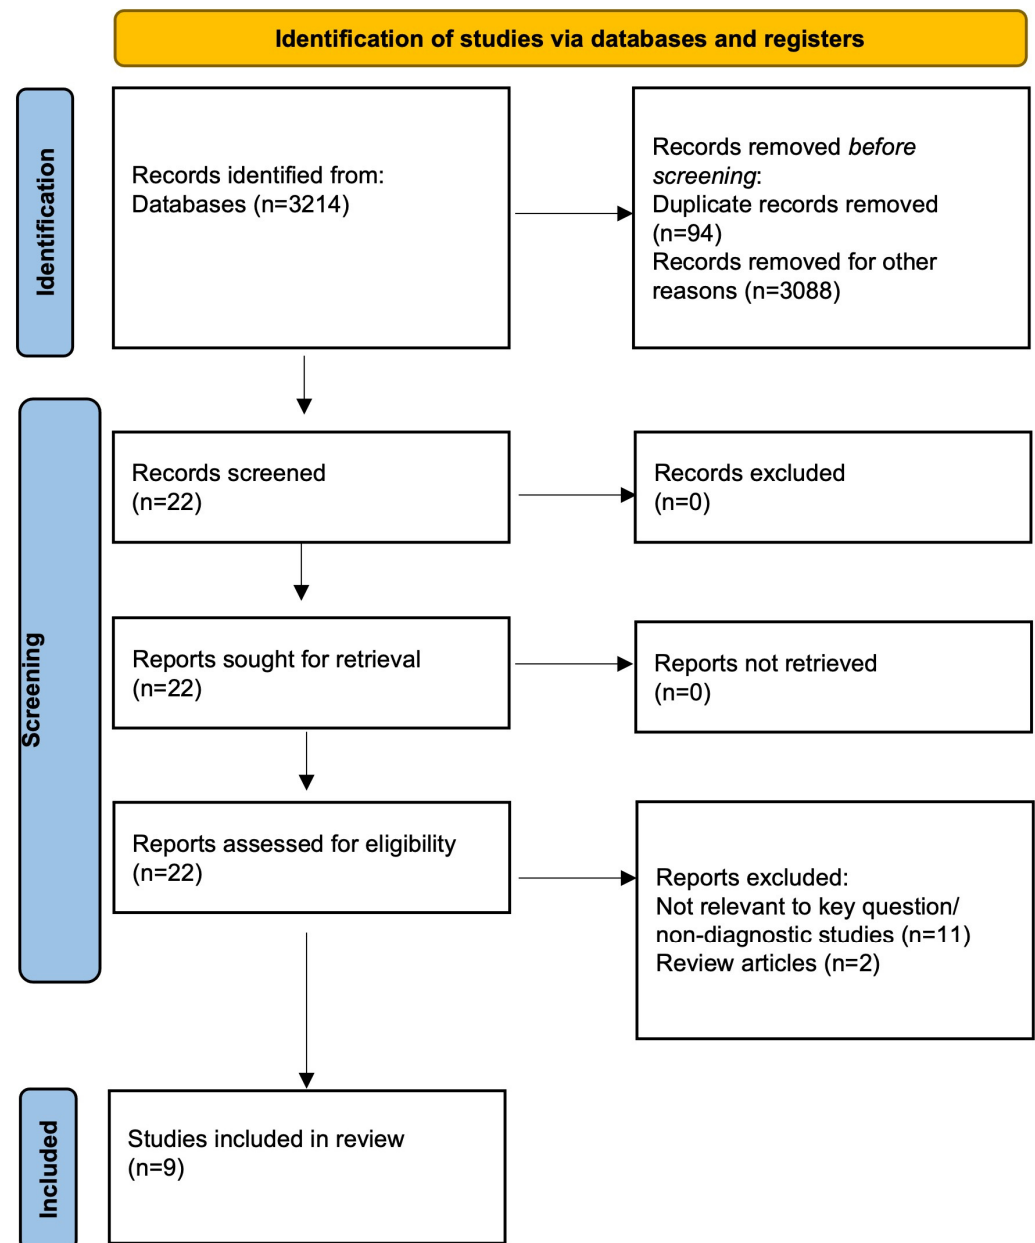 Identification of studies via databases and registers
Identification
Records identified from:
Databases (n=3214)
Records removed before
screening:
Duplicate records removed
(n=94)
Records removed for other
reasons (n=3088)
Screening
Records screened
(n=22)
Records excluded
(n=0)
Reports sought for retrieval
(n=22)
Reports not retrieved
(n=0)
Reports assessed for eligibility
(n=22)
Reports excluded:
Not relevant to key question/
non-diagnostic studies (n=11)
Review articles (n=2)
Included
Studies included in review
(n=9)